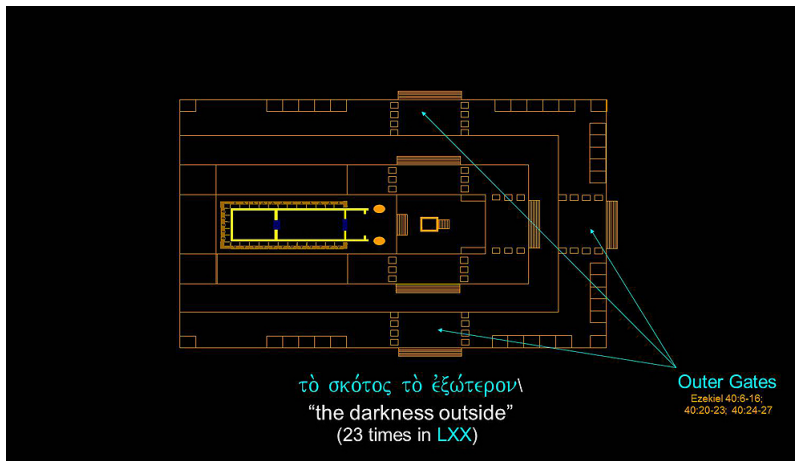 τὸ σκότος τὸ ἐξώτερον\
“the darkness outside”
(23 times in LXX)
Outer Gates
Ezekiel 40:6-16;
40:20-23; 40:24-27